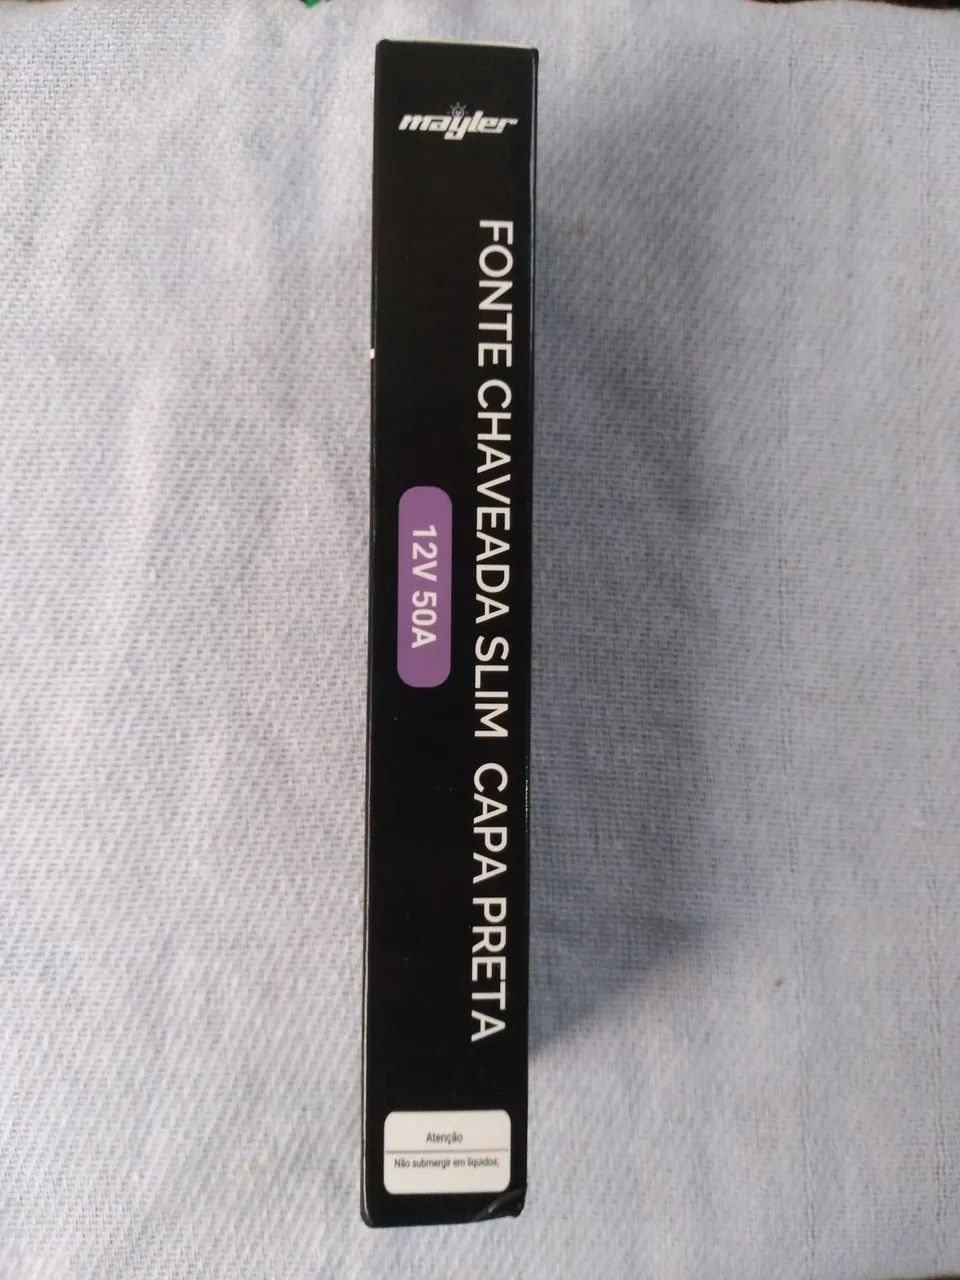 mayler
FONTE CHAVEADA SLIM CAPA PRETA
12V 50A
Atenção
Não submergir em líquidos;